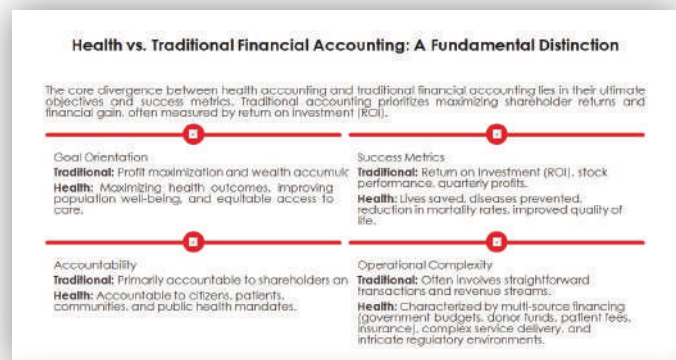 Health vs. Traditional Financial Accounting: A Fundamental Distinction
The core divergence between health accounting and traditional financial accounting lies in their ultimate
objectives and success metrics. Traditional accounting prioritizes maximizing shareholder returns and
financial gain, often measured by return on investment (ROI).
Goal Orientation
Traditional: Profit maximization and wealth accumulc
Health: Maximizing health outcomes, improving
population well-being, and equitable access to
care.
Success Metrics
Traditional: Return on Investment (ROI), stock
performance, quarterly profits.
Health: Lives saved, diseases prevented,
reduction in mortality rates, improved quality of
life.
Accountability
Traditional: Primarily accountable to shareholders an
Health: Accountable to citizens, patients,
communities, and public health mandates.
Operational Complexity
Traditional: Often involves straightforward
transactions and revenue streams.
Health: Characterized by multi-source financing
(government budgets, donor funds, patient fees,
insurance), complex service delivery, and
intricate regulatory environments.